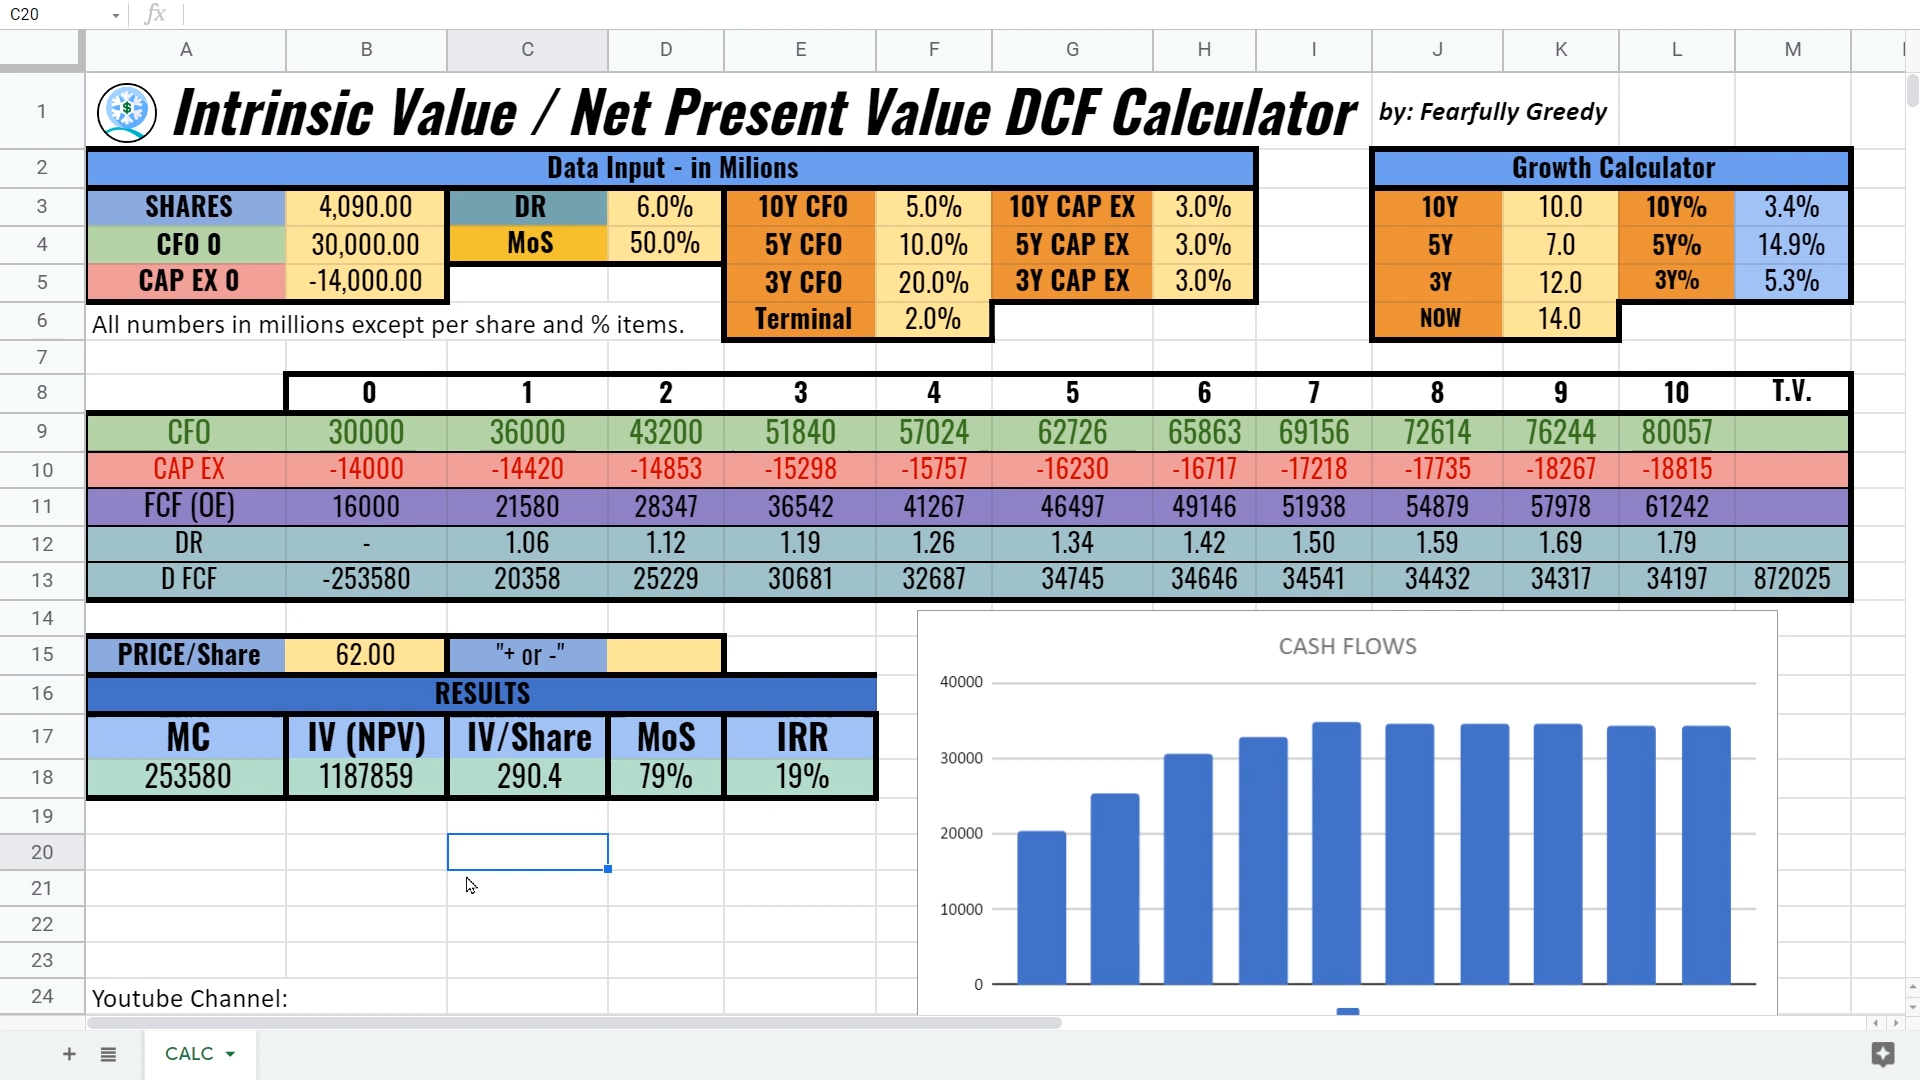 C20
fx
A B C D E F G H I J K L M
1 $ Intrinsic Value / Net Present Value DCF Calculator by: Fearfully Greedy
2 Data Input - in Milions Growth Calculator
3 SHARES 4,090.00 DR 6.0% 10Y CFO 5.0% 10Y CAP EX 3.0% 10Y 10.0 10Y% 3.4%
4 CFO 0 30,000.00 MoS 50.0% 5Y CFO 10.0% 5Y CAP EX 3.0% 5Y 7.0 5Y% 14.9%
5 CAP EX 0 -14,000.00 3Y CFO 20.0% 3Y CAP EX 3.0% 3Y 12.0 3Y% 5.3%
6 All numbers in millions except per share and % items. Terminal 2.0% NOW 14.0
7
8 0 1 2 3 4 5 6 7 8 9 10 T.V.
9 CFO 30000 36000 43200 51840 57024 62726 65863 69156 72614 76244 80057
10 CAP EX -14000 -14420 -14853 -15298 -15757 -16230 -16717 -17218 -17735 -18267 -18815
11 FCF (OE) 16000 21580 28347 36542 41267 46497 49146 51938 54879 57978 61242
12 DR - 1.06 1.12 1.19 1.26 1.34 1.42 1.50 1.59 1.69 1.79
13 D FCF -253580 20358 25229 30681 32687 34745 34646 34541 34432 34317 34197 872025
14
15 PRICE/Share 62.00 "+ or -"
16 RESULTS
17 MC IV (NPV) IV/Share MoS IRR
18 253580 1187859 290.4 79% 19%
19
20
21
22
23
24 Youtube Channel:
CASH FLOWS
40000
30000
20000
10000
0
CALC